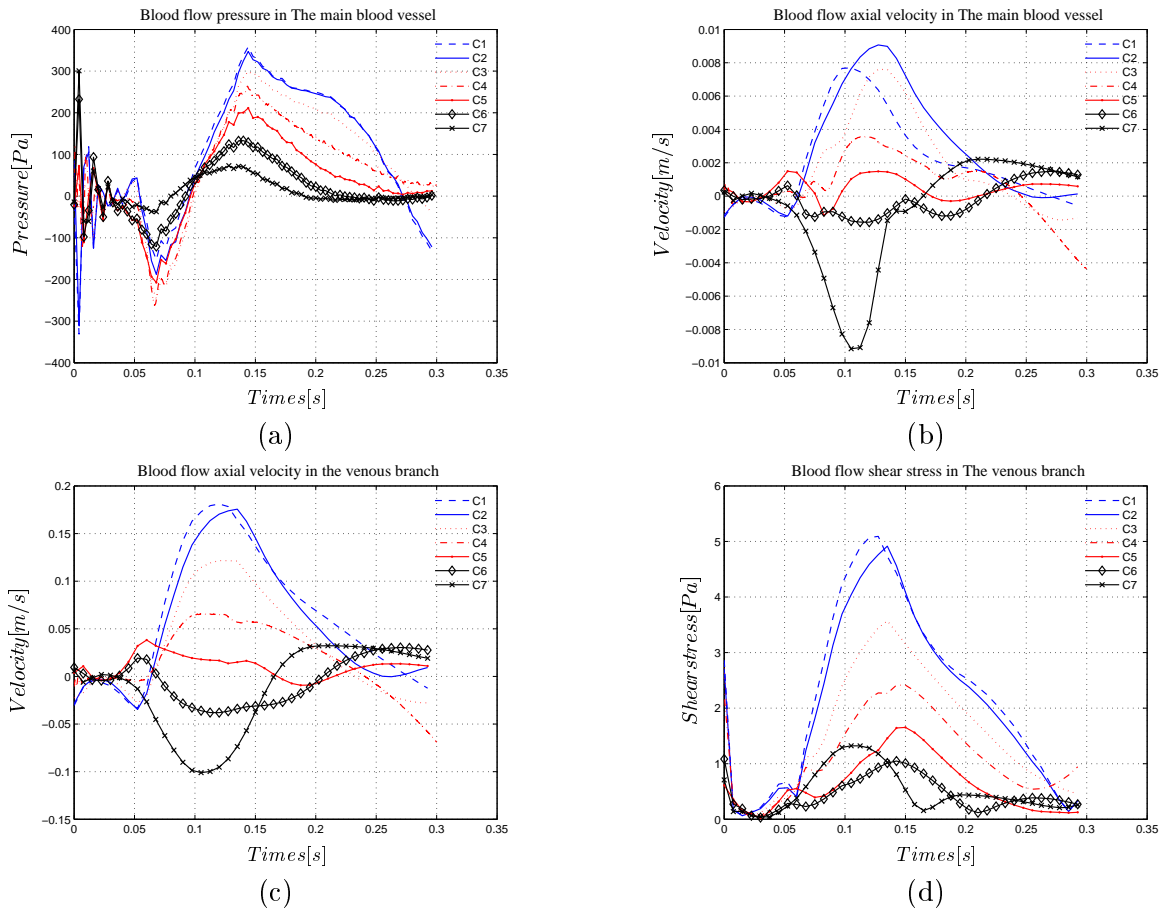 Blood flow pressure in The main blood vessel
400
300
200
100
0
−100
−200
−300
−400
Pressure[Pa]
0 0.05 0.1 0.15 0.2 0.25 0.3 0.35
Times[s]
C1
C2
C3
C4
C5
C6
C7
(a)
Blood flow axial velocity in The main blood vessel
0.01
0.008
0.006
0.004
0.002
0
−0.002
−0.004
−0.006
−0.008
−0.01
Velocity[m/s]
0 0.05 0.1 0.15 0.2 0.25 0.3 0.35
Times[s]
C1
C2
C3
C4
C5
C6
C7
(b)
Blood flow axial velocity in the venous branch
0.2
0.15
0.1
0.05
0
−0.05
−0.1
−0.15
Velocity[m/s]
0 0.05 0.1 0.15 0.2 0.25 0.3 0.35
Times[s]
C1
C2
C3
C4
C5
C6
C7
(c)
Blood flow shear stress in The venous branch
6
5
4
3
2
1
0
Shearstress[Pa]
0 0.05 0.1 0.15 0.2 0.25 0.3 0.35
Times[s]
C1
C2
C3
C4
C5
C6
C7
(d)